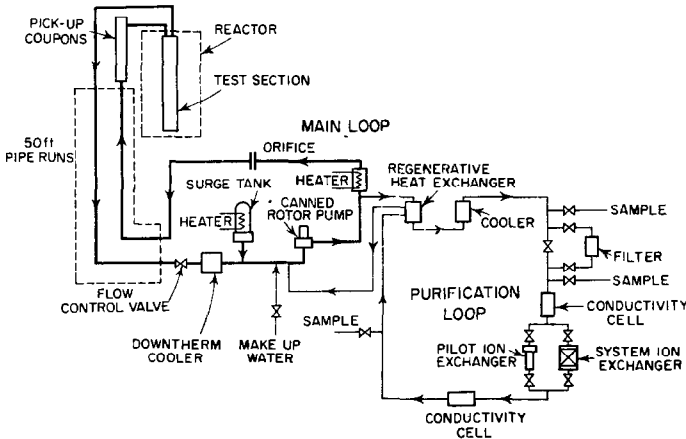 PICK-UP
COUPONS
REACTOR
TEST SECTION
50ft
PIPE RUNS
MAIN LOOP
ORIFICE
HEATER
REGENERATIVE
HEAT EXCHANGER
SURGE TANK
CANNED
ROTOR PUMP
HEATER
COOLER
SAMPLE
FILTER
SAMPLE
FLOW
CONTROL VALVE
DOWNTHERM
COOLER
MAKE UP
WATER
SAMPLE
PURIFICATION
LOOP
CONDUCTIVITY
CELL
PILOT ION
EXCHANGER
SYSTEM ION
EXCHANGER
CONDUCTIVITY
CELL